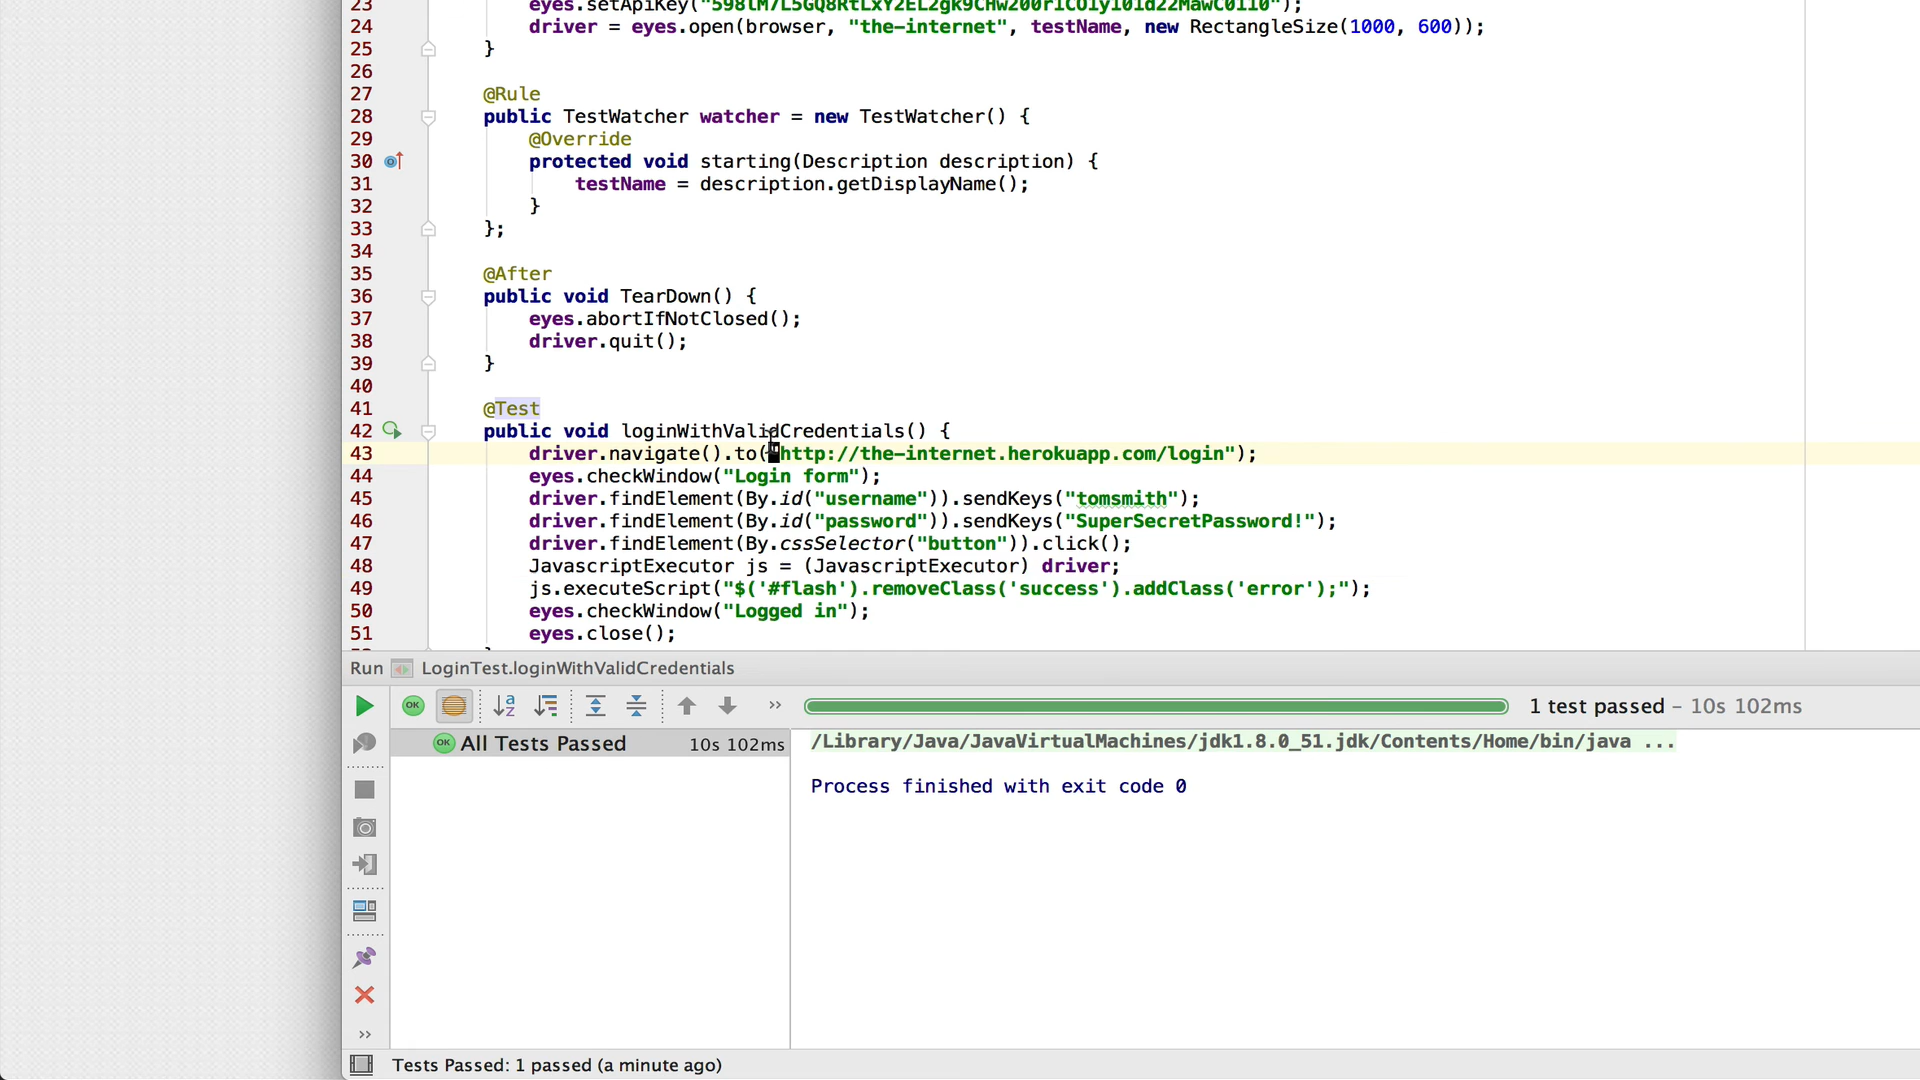 23 eyes.setApiKey(
24 driver = eyes.open(browser, "the-internet", testName, new RectangleSize(1000, 600));
25 }
26
27 @Rule
28 public TestWatcher watcher = new TestWatcher() {
29 @Override
30 protected void starting(Description description) {
31 testName = description.getDisplayName();
32 }
33 };
34
35 @After
36 public void TearDown() {
37 eyes.abortIfNotClosed();
38 driver.quit();
39 }
40
41 @Test
42 public void loginWithValidCredentials() {
43 driver.navigate().to("http://the-internet.herokuapp.com/login");
44 eyes.checkWindow("Login form");
45 driver.findElement(By.id("username")).sendKeys("tomsmith");
46 driver.findElement(By.id("password")).sendKeys("SuperSecretPassword!");
47 driver.findElement(By.cssSelector("button")).click();
48 JavascriptExecutor js = (JavascriptExecutor) driver;
49 js.executeScript("$('#flash').removeClass('success').addClass('error');");
50 eyes.checkWindow("Logged in");
51 eyes.close();
Run LoginTest.loginWithValidCredentials
OK a z >> 1 test passed – 10s 102ms
OK All Tests Passed 10s 102ms
/Library/Java/JavaVirtualMachines/jdk1.8.0_51.jdk/Contents/Home/bin/java ...
Process finished with exit code 0
>>
Tests Passed: 1 passed (a minute ago)